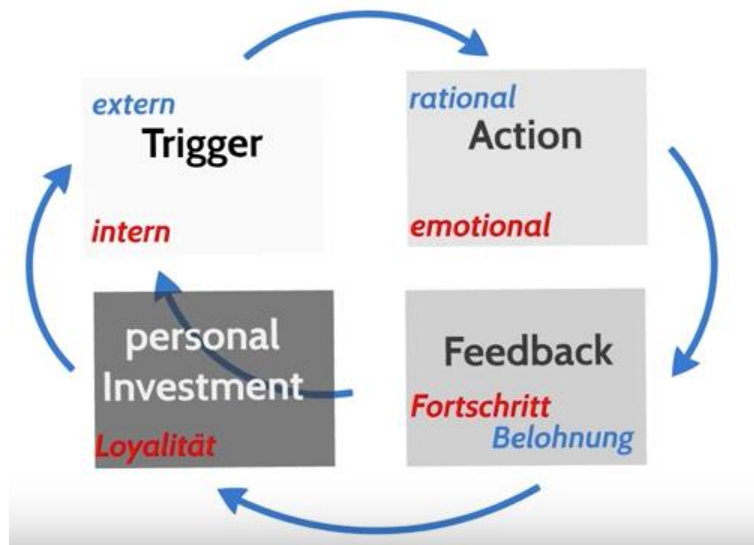 extern
Trigger
intern
rational
Action
emotional
personal
Investment
Loyalität
Feedback
Fortschritt
Belohnung